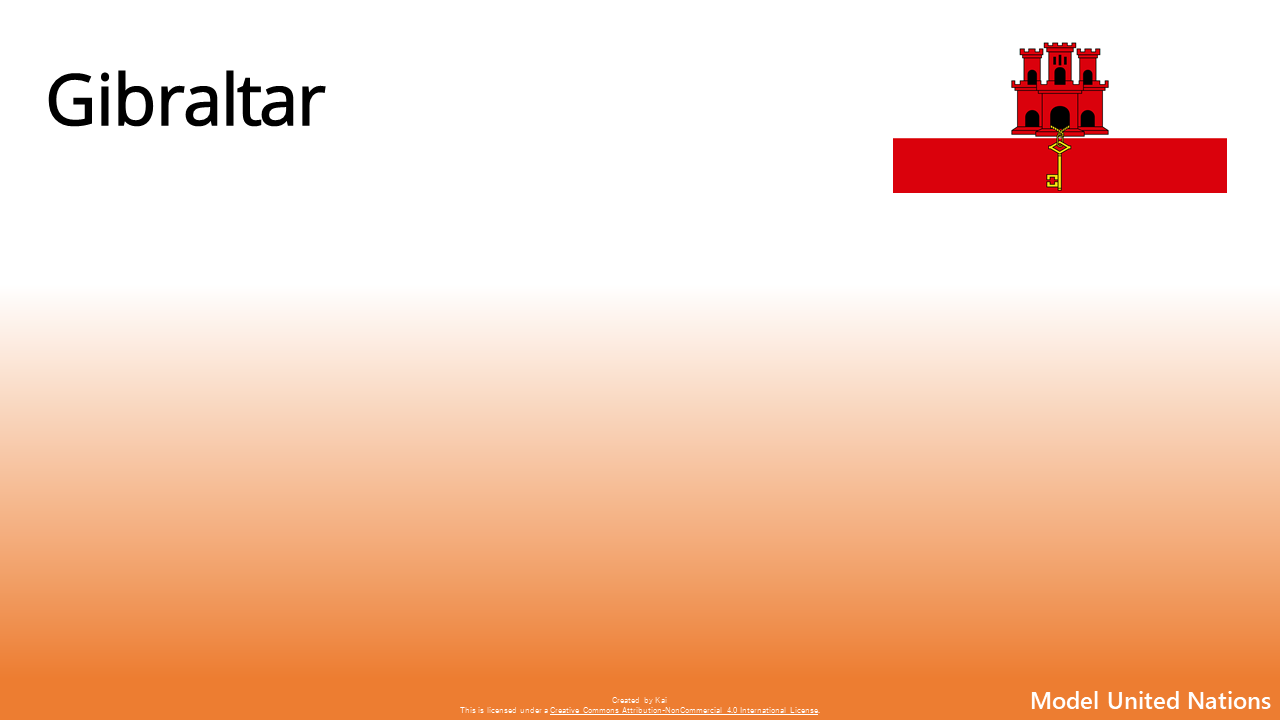 Gibraltar
Created by Kai
This is licensed under a Creative Commons Attribution-NonCommercial 4.0 International License.
Model United Nations